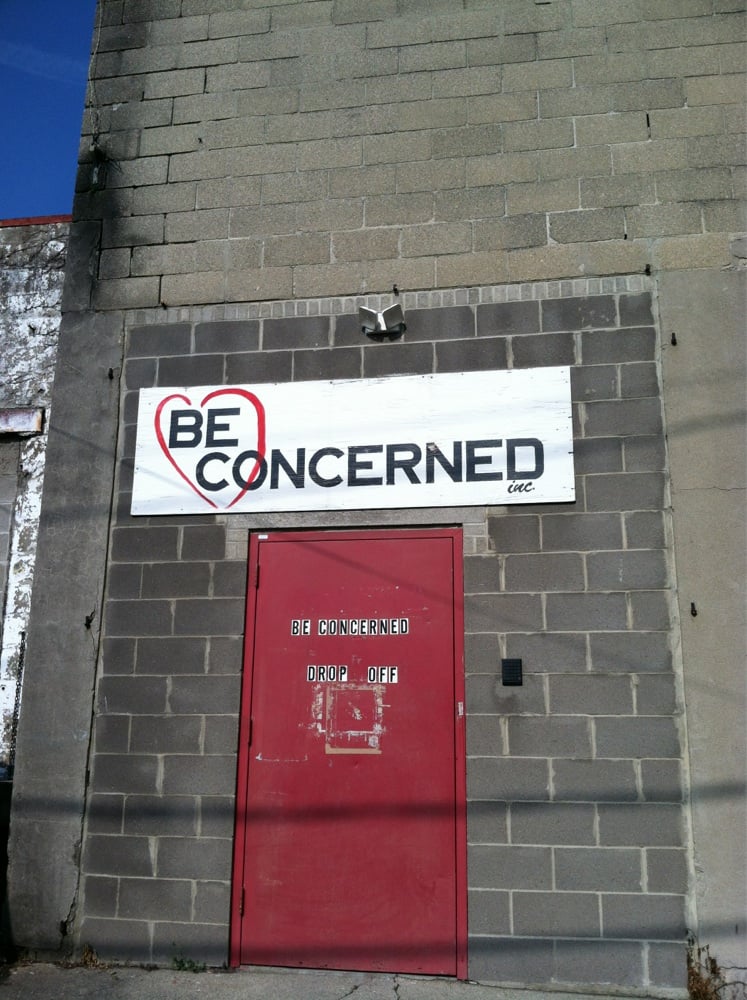 BE
CONCERNED
inc.
BE CONCERNED
DROP OFF